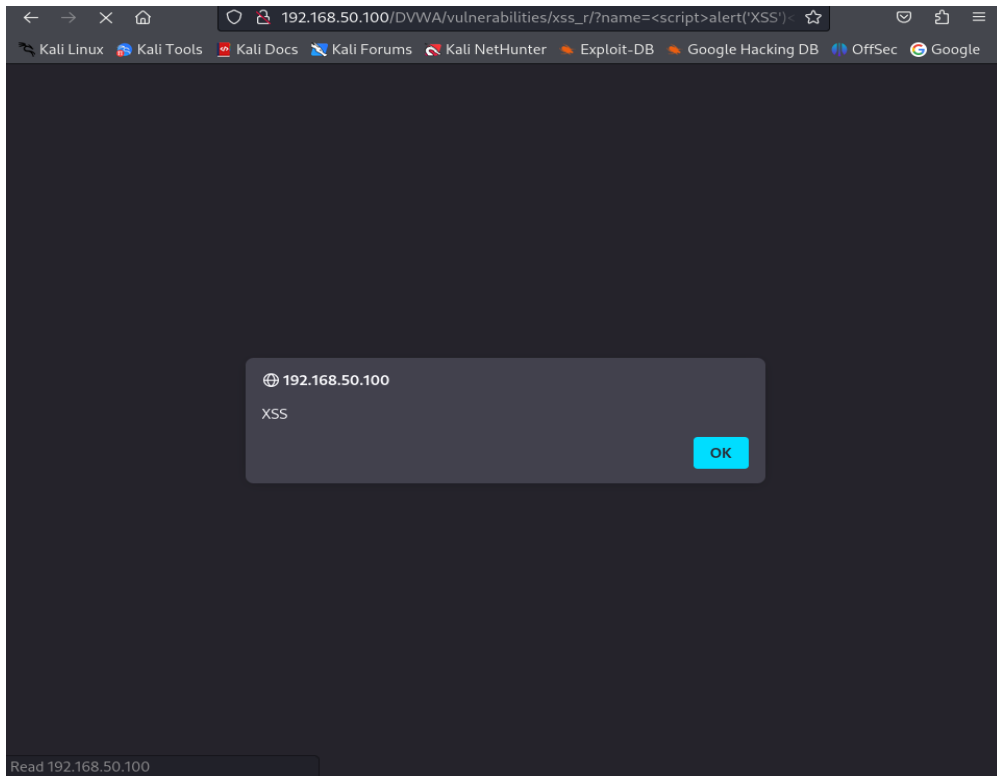 192.168.50.100/DVWA/vulnerabilities/xss_r/?name=<script>alert('XSS')<
Kali Linux Kali Tools Kali Docs Kali Forums Kali NetHunter Exploit-DB Google Hacking DB OffSec Google
192.168.50.100
XSS
OK
Read 192.168.50.100